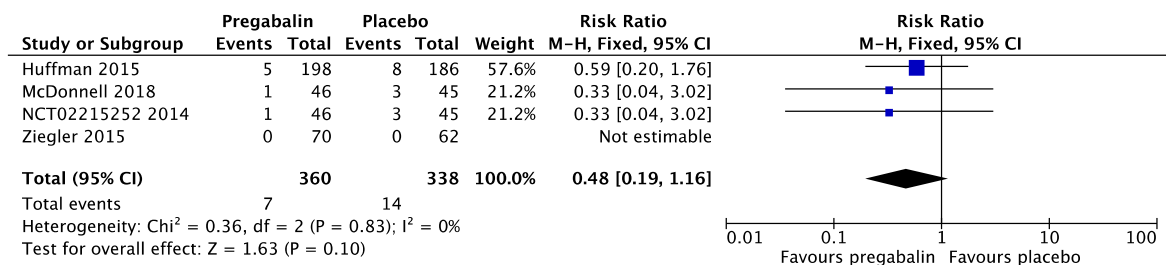 Pregabalin Placebo Risk Ratio Risk Ratio
Study or Subgroup Events Total Events Total Weight M-H, Fixed, 95% CI M-H, Fixed, 95% CI
Huffman 2015 5 198 8 186 57.6% 0.59 [0.20, 1.76]
McDonnell 2018 1 46 3 45 21.2% 0.33 [0.04, 3.02]
NCT02215252 2014 1 46 3 45 21.2% 0.33 [0.04, 3.02]
Ziegler 2015 0 70 0 62 Not estimable
Total (95% CI) 360 338 100.0% 0.48 [0.19, 1.16]
Total events 7 14
Heterogeneity: Chi² = 0.36, df = 2 (P = 0.83); I² = 0%
Test for overall effect: Z = 1.63 (P = 0.10)
0.01 0.1 1 10 100
Favours pregabalin Favours placebo